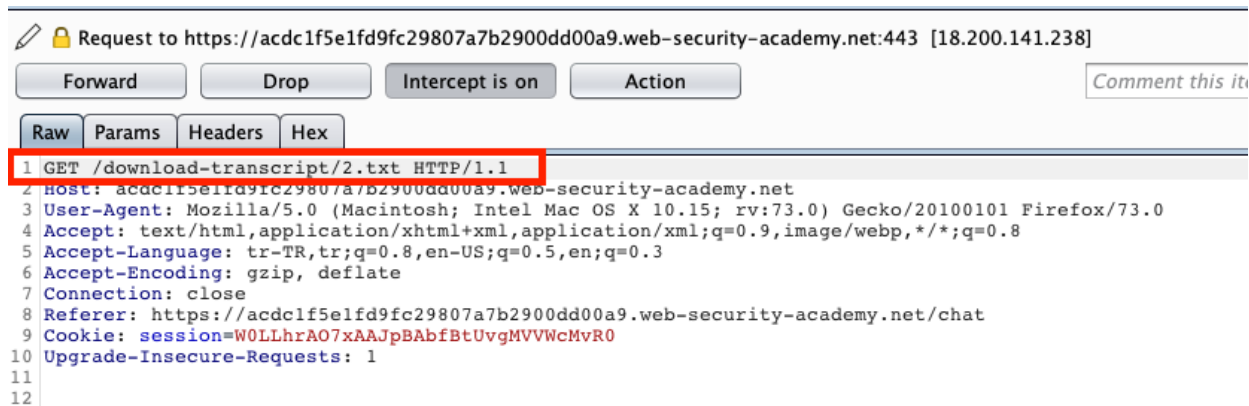 Request to https://acdc1f5e1fd9fc29807a7b2900dd00a9.web-security-academy.net:443 [18.200.141.238]
Forward Drop Intercept is on Action Comment this ite
Raw Params Headers Hex
1 GET /download-transcript/2.txt HTTP/1.1
2 Host: acdc1f5e1fd9fc29807a7b2900dd00a9.web-security-academy.net
3 User-Agent: Mozilla/5.0 (Macintosh; Intel Mac OS X 10.15; rv:73.0) Gecko/20100101 Firefox/73.0
4 Accept: text/html,application/xhtml+xml,application/xml;q=0.9,image/webp,*/*;q=0.8
5 Accept-Language: tr-TR,tr;q=0.8,en-US;q=0.5,en;q=0.3
6 Accept-Encoding: gzip, deflate
7 Connection: close
8 Referer: https://acdc1f5e1fd9fc29807a7b2900dd00a9.web-security-academy.net/chat
9 Cookie: session=W0LLhrAO7xAAJpBAbfBtUvgMVVWcMvR0
10 Upgrade-Insecure-Requests: 1
11
12